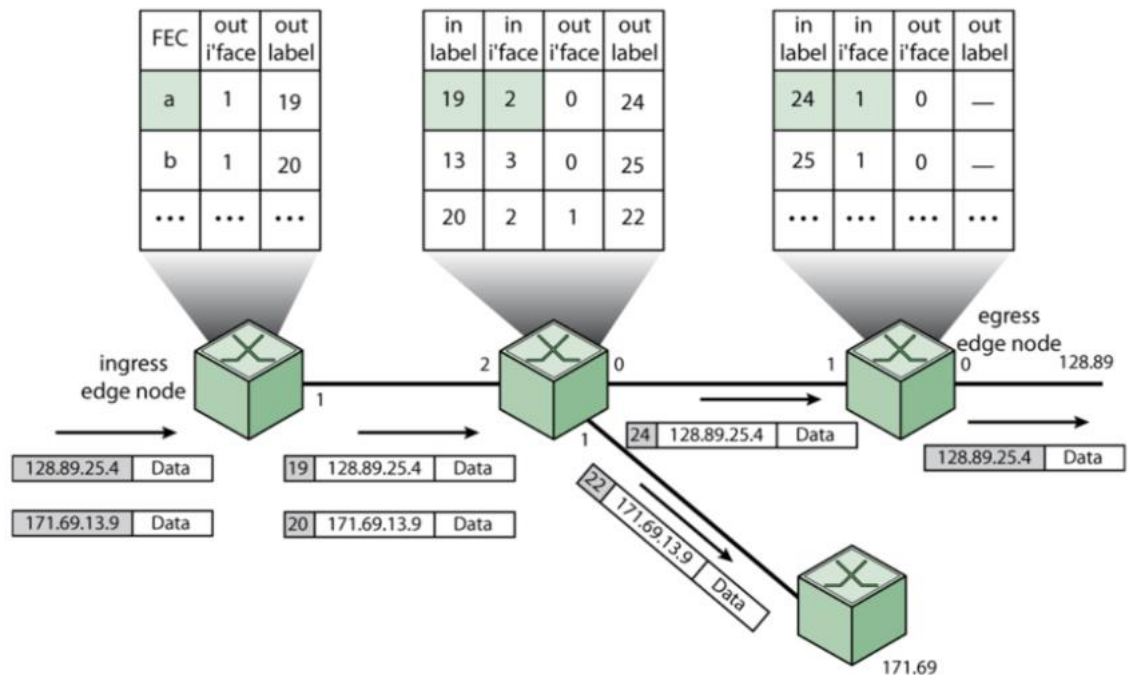 FEC out i'face out label
a 1 19
b 1 20
... ... ...
in label in i'face out i'face out label
19 2 0 24
13 3 0 25
20 2 1 22
in label in i'face out i'face out label
24 1 0 —
25 1 0 —
... ... ... ...
ingress
edge node
1
2
0
1
1
egress
edge node
0
128.89
128.89.25.4 Data
171.69.13.9 Data
19 128.89.25.4 Data
20 171.69.13.9 Data
24 128.89.25.4 Data
22 171.69.13.9 Data
128.89.25.4 Data
171.69